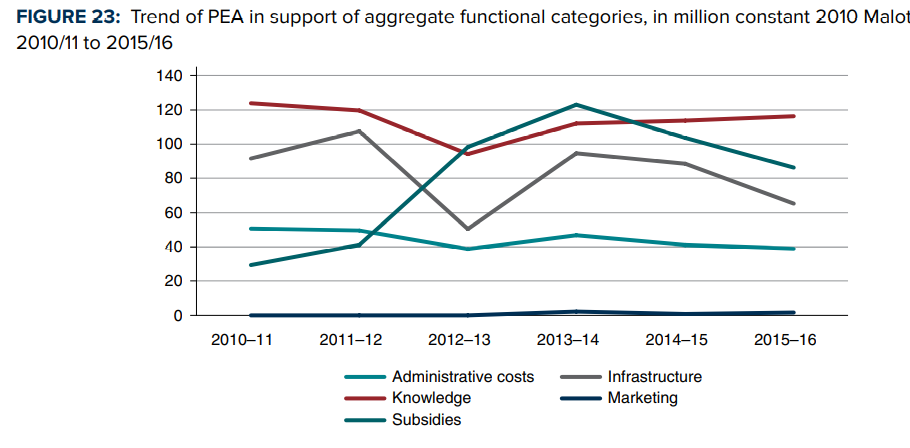 FIGURE 23: Trend of PEA in support of aggregate functional categories, in million constant 2010 Malot
2010/11 to 2015/16
140
120
100
80
60
40
20
0
2010–11 2011–12 2012–13 2013–14 2014–15 2015–16
Administrative costs Infrastructure
Knowledge Marketing
Subsidies